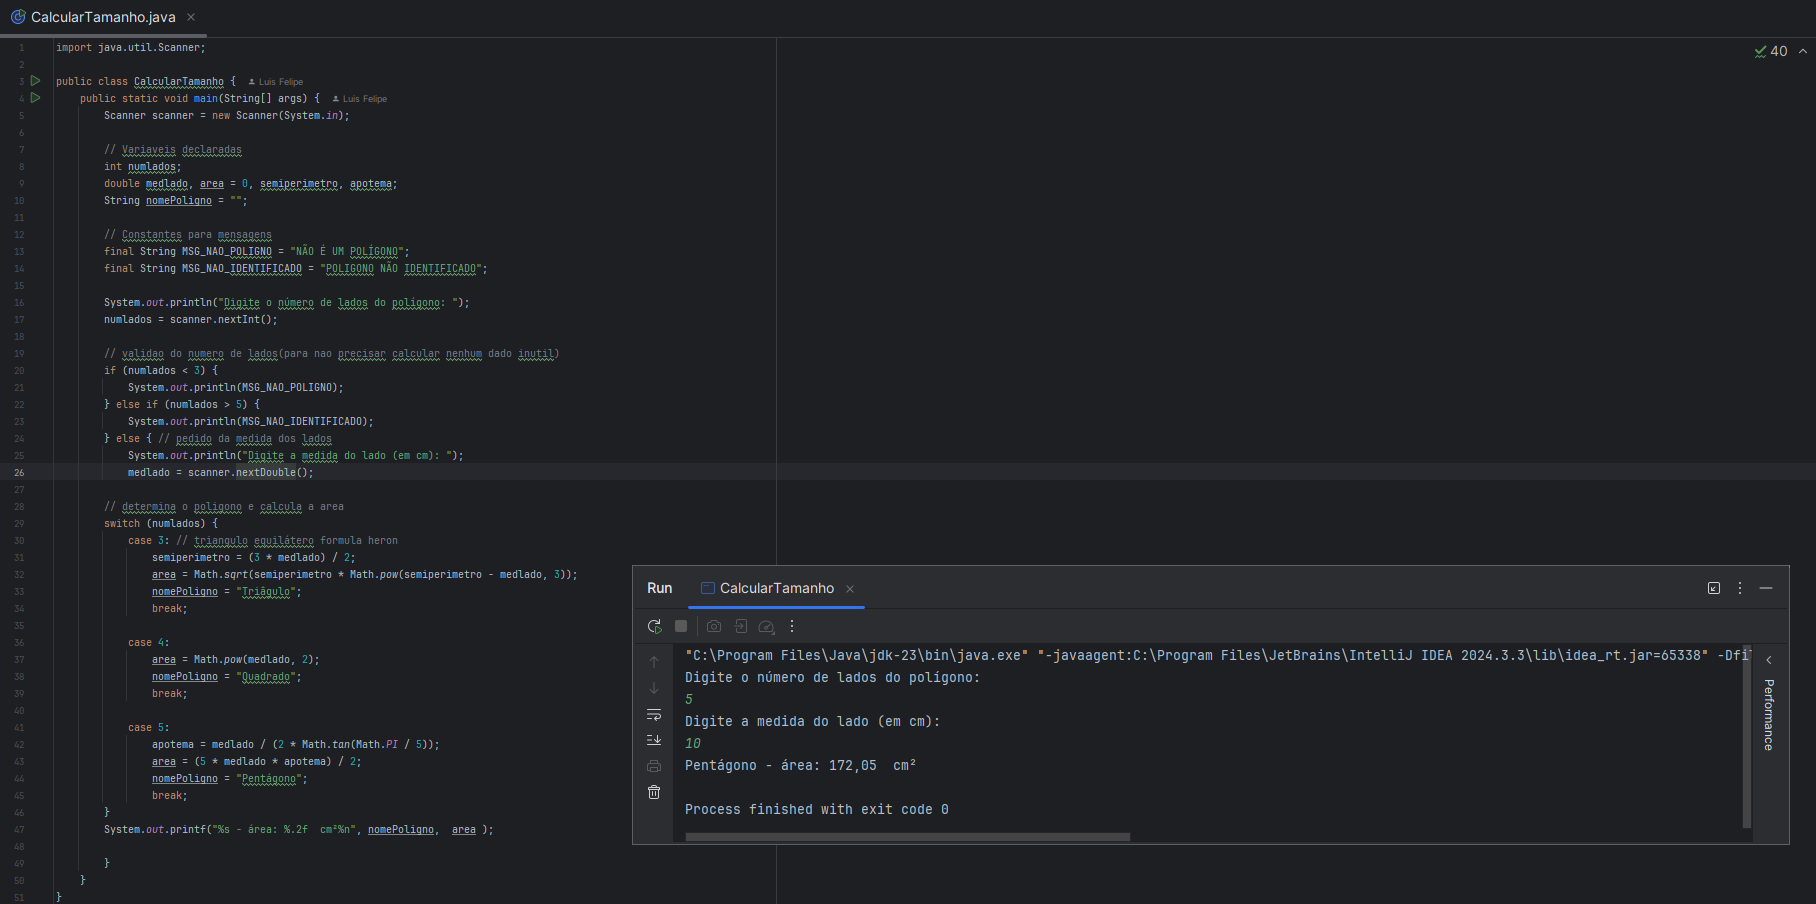 CalcularTamanho.java
40
1 import java.util.Scanner;
2
3 public class CalcularTamanho { Luis Felipe
4 public static void main(String[] args) { Luis Felipe
5 Scanner scanner = new Scanner(System.in);
6
7 // Variaveis declaradas
8 int numlados;
9 double medlado, area = 0, semiperimetro, apotema;
10 String nomePoligno = "";
11
12 // Constantes para mensagens
13 final String MSG_NAO_POLIGNO = "NÃO É UM POLÍGONO";
14 final String MSG_NAO_IDENTIFICADO = "POLIGONO NÃO IDENTIFICADO";
15
16 System.out.println("Digite o número de lados do polígono: ");
17 numlados = scanner.nextInt();
18
19 // validao do numero de lados(para nao precisar calcular nenhum dado inutil)
20 if (numlados < 3) {
21 System.out.println(MSG_NAO_POLIGNO);
22 } else if (numlados > 5) {
23 System.out.println(MSG_NAO_IDENTIFICADO);
24 } else { // pedido da medida dos lados
25 System.out.println("Digite a medida do lado (em cm): ");
26 medlado = scanner.nextDouble();
27
28 // determina o poligono e calcula a area
29 switch (numlados) {
30 case 3: // triangulo equilátero formula heron
31 semiperimetro = (3 * medlado) / 2;
32 area = Math.sqrt(semiperimetro * Math.pow(semiperimetro - medlado, 3));
33 nomePoligno = "Triâgulo";
34 break;
35
36 case 4:
37 area = Math.pow(medlado, 2);
38 nomePoligno = "Quadrado";
39 break;
40
41 case 5:
42 apotema = medlado / (2 * Math.tan(Math.PI / 5));
43 area = (5 * medlado * apotema) / 2;
44 nomePoligno = "Pentágono";
45 break;
46 }
47 System.out.printf("%s - área: %.2f  cm²%n", nomePoligno,  area );
48
49 }
50 }
51 }
Run CalcularTamanho
"C:\Program Files\Java\jdk-23\bin\java.exe" "-javaagent:C:\Program Files\JetBrains\IntelliJ IDEA 2024.3.3\lib\idea_rt.jar=65338" -Dfi
Digite o número de lados do polígono:
5
Digite a medida do lado (em cm):
10
Pentágono - área: 172,05  cm²
Process finished with exit code 0
Performance